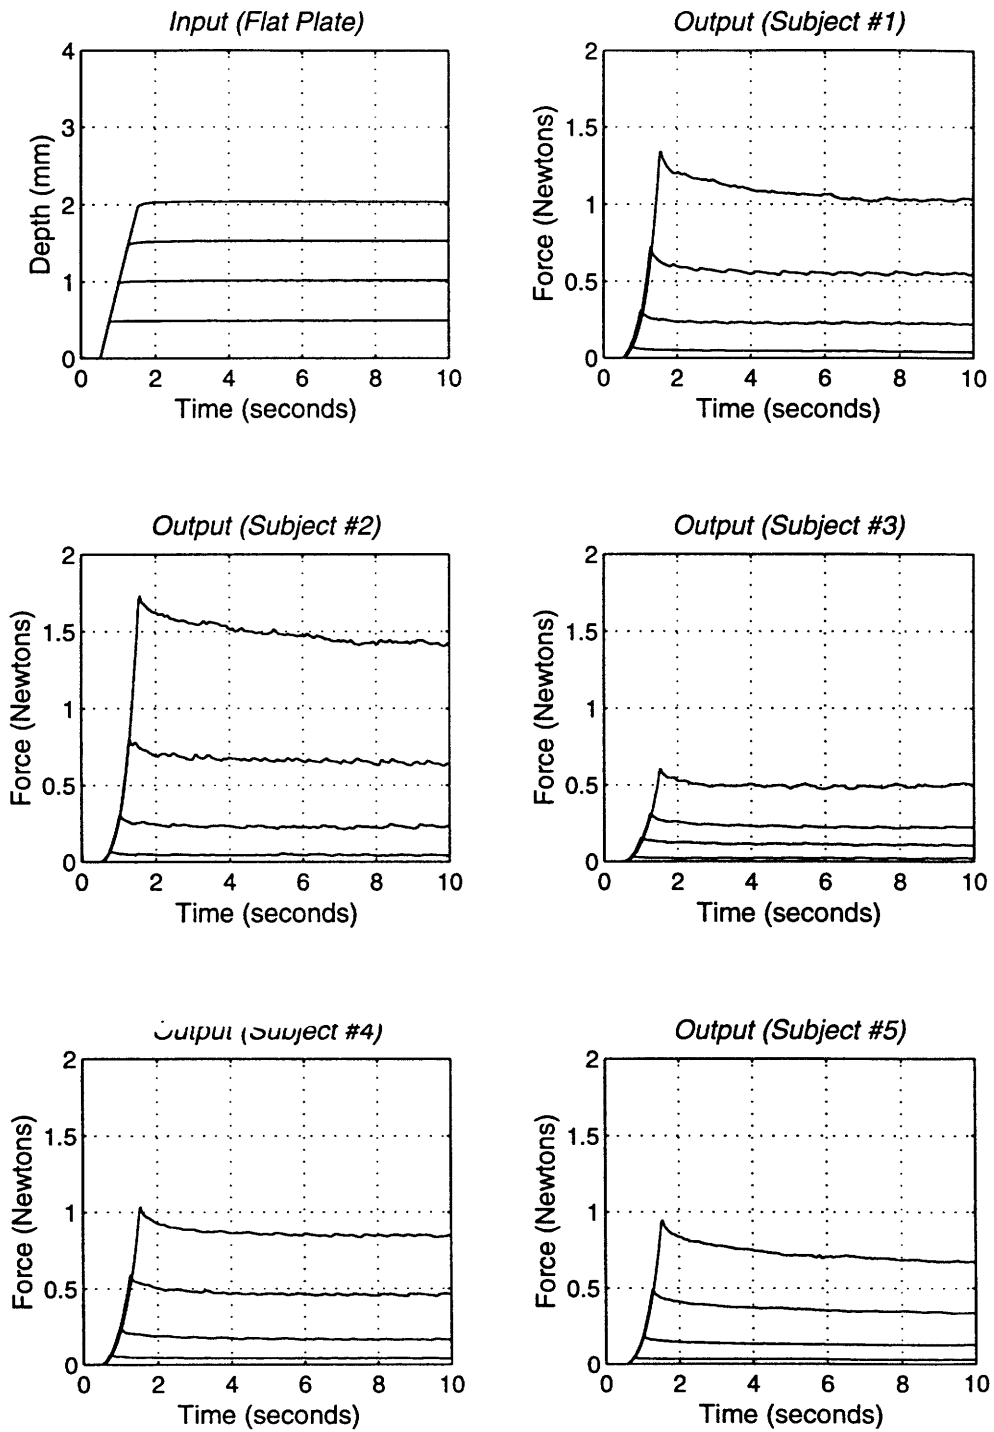 Input (Flat Plate)
Output (Subject #1)
4
3
2
1
0
Depth (mm)
0 2 4 6 8 10
Time (seconds)
2
1.5
1
0.5
0
Force (Newtons)
0 2 4 6 8 10
Time (seconds)
Output (Subject #2)
Output (Subject #3)
2
1.5
1
0.5
0
Force (Newtons)
0 2 4 6 8 10
Time (seconds)
2
1.5
1
0.5
0
Force (Newtons)
0 2 4 6 8 10
Time (seconds)
Output (Subject #4)
Output (Subject #5)
2
1.5
1
0.5
0
Force (Newtons)
0 2 4 6 8 10
Time (seconds)
2
1.5
1
0.5
0
Force (Newtons)
0 2 4 6 8 10
Time (seconds)